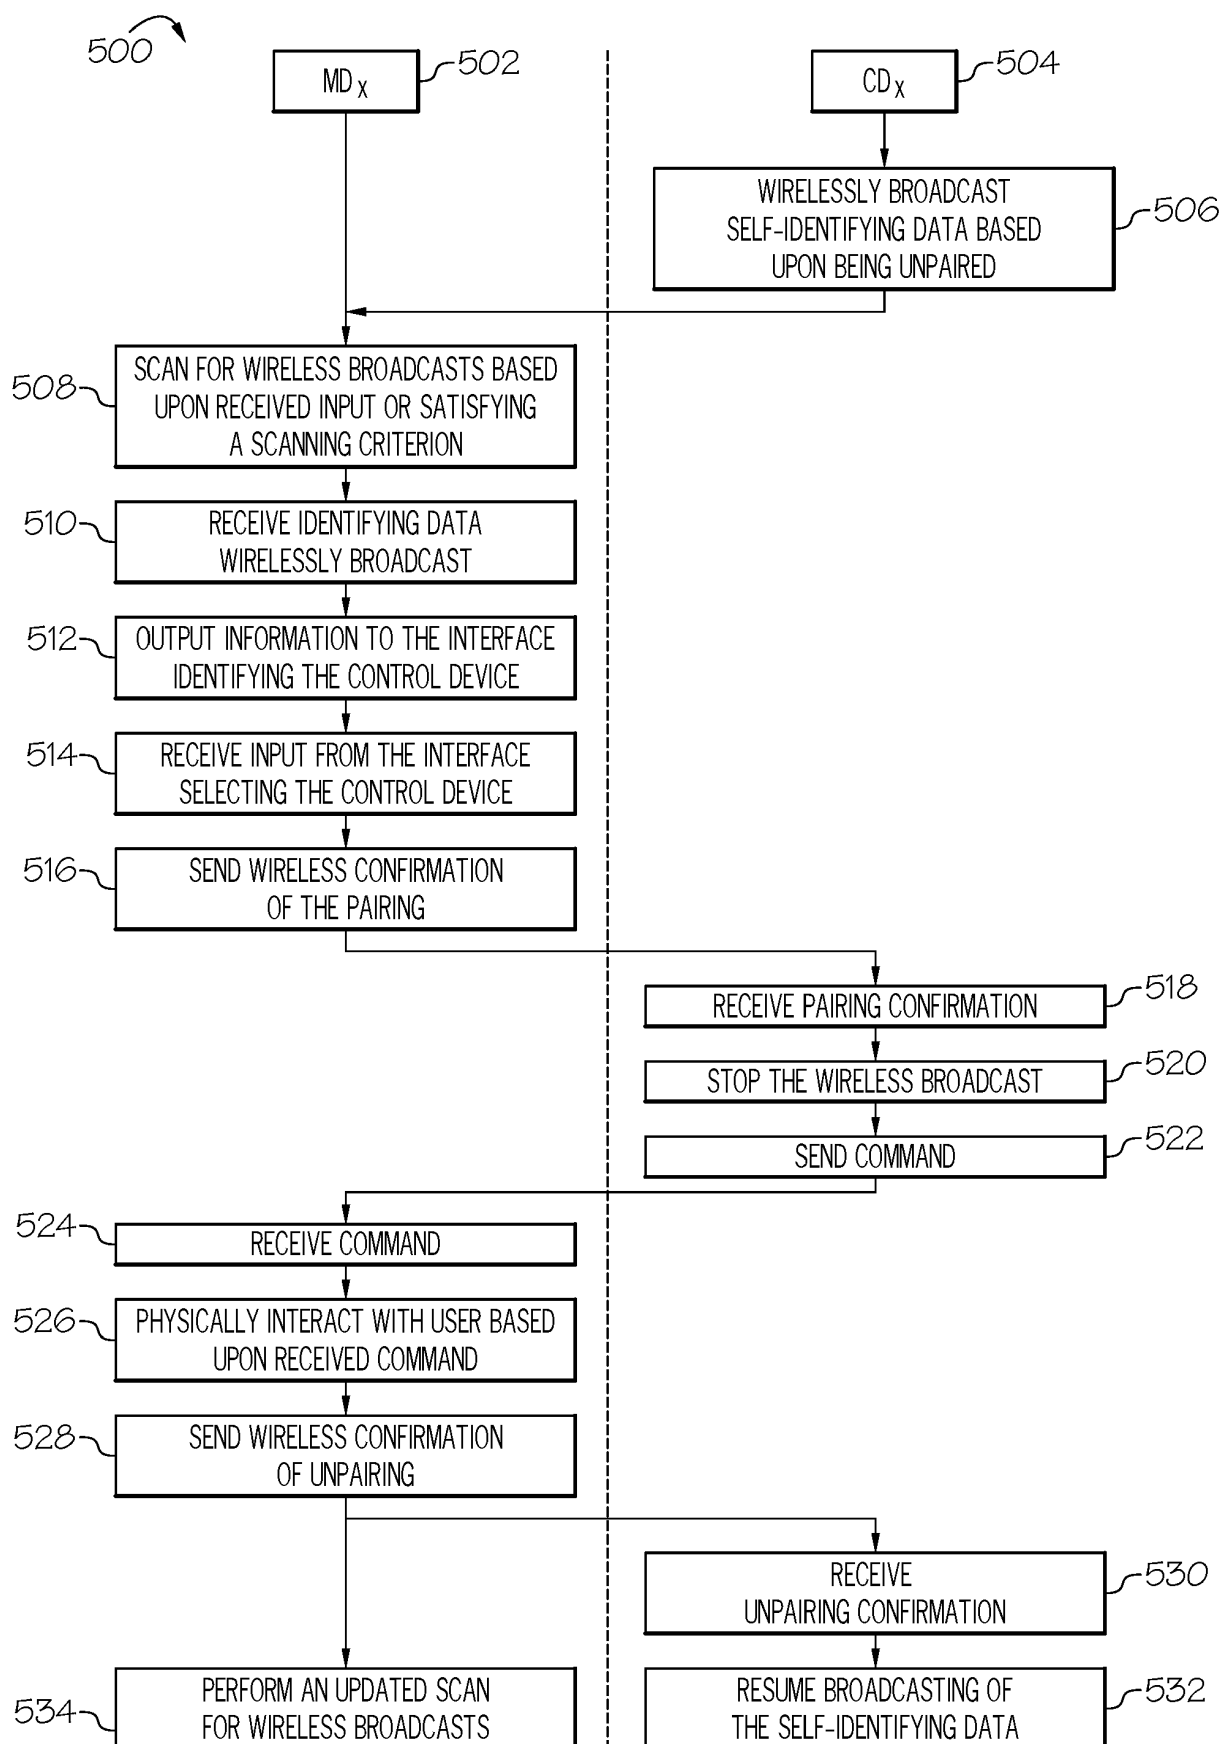 500
MDX
502
CDX
504
WIRELESSLY BROADCAST
SELF-IDENTIFYING DATA BASED
UPON BEING UNPAIRED
506
508
SCAN FOR WIRELESS BROADCASTS BASED
UPON RECEIVED INPUT OR SATISFYING
A SCANNING CRITERION
510
RECEIVE IDENTIFYING DATA
WIRELESSLY BROADCAST
512
OUTPUT INFORMATION TO THE INTERFACE
IDENTIFYING THE CONTROL DEVICE
514
RECEIVE INPUT FROM THE INTERFACE
SELECTING THE CONTROL DEVICE
516
SEND WIRELESS CONFIRMATION
OF THE PAIRING
RECEIVE PAIRING CONFIRMATION
518
STOP THE WIRELESS BROADCAST
520
SEND COMMAND
522
524
RECEIVE COMMAND
526
PHYSICALLY INTERACT WITH USER BASED
UPON RECEIVED COMMAND
528
SEND WIRELESS CONFIRMATION
OF UNPAIRING
RECEIVE
UNPAIRING CONFIRMATION
530
534
PERFORM AN UPDATED SCAN
FOR WIRELESS BROADCASTS
RESUME BROADCASTING OF
THE SELF-IDENTIFYING DATA
532